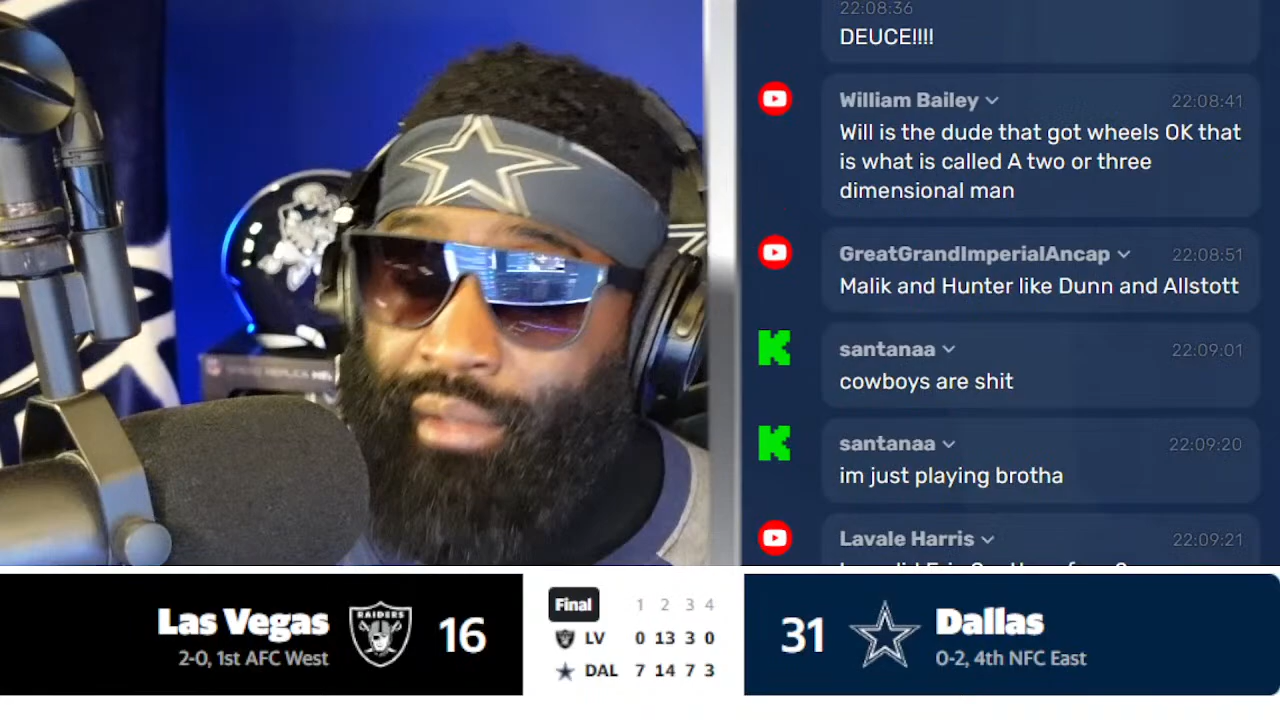 22:08:36
DEUCE!!!!
William Bailey 22:08:41
Will is the dude that got wheels OK that
is what is called A two or three
dimensional man
GreatGrandImperialAncap 22:08:51
Malik and Hunter like Dunn and Allstott
santanaa 22:09:01
cowboys are shit
santanaa 22:09:20
im just playing brotha
Lavale Harris 22:09:21
Las Vegas
2-0, 1st AFC West
RAIDERS
16
Final 1 2 3 4
LV 0 13 3 0
DAL 7 14 7 3
31
Dallas
0-2, 4th NFC East